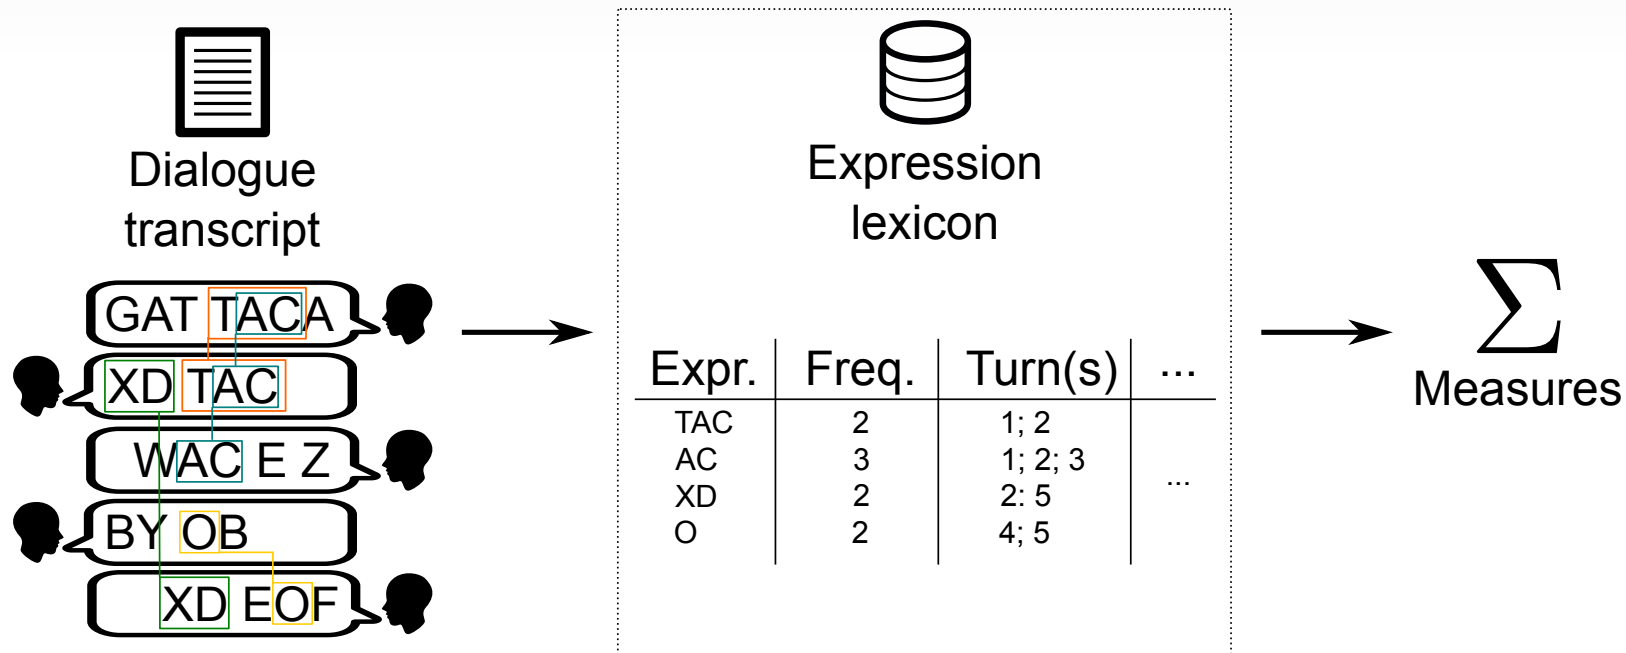 Dialogue
transcript
GAT TACA
XD TAC
WAC E Z
BY OB
XD EOF
Expression
lexicon
Expr. Freq. Turn(s) ...
TAC 2 1; 2
AC 3 1; 2; 3
XD 2 2: 5
O 2 4; 5
...
Σ
Measures